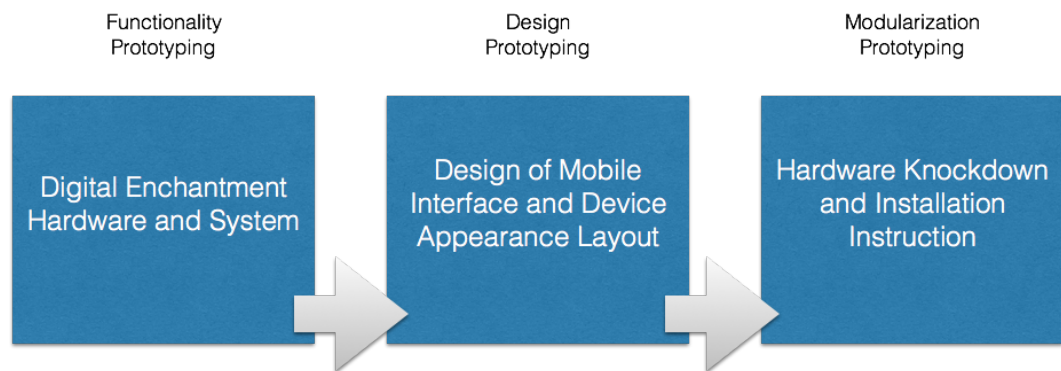 Functionality
Prototyping
Design
Prototyping
Modularization
Prototyping
Digital Enchantment
Hardware and System
Design of Mobile
Interface and Device
Appearance Layout
Hardware Knockdown
and Installation
Instruction